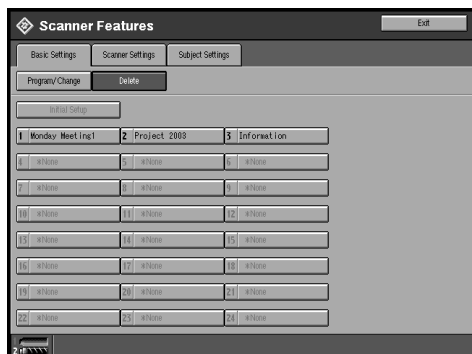 Scanner Features Exit
Basic Settings Scanner Settings Subject Settings
Program/Change Delete
Initial Setup
1 Monday Meeting1 2 Project 2003 3 Information
4 *None 5 *None 6 *None
7 *None 8 *None 9 *None
10 *None 11 *None 12 *None
13 *None 14 *None 15 *None
16 *None 17 *None 18 *None
19 *None 20 *None 21 *None
22 *None 23 *None 24 *None